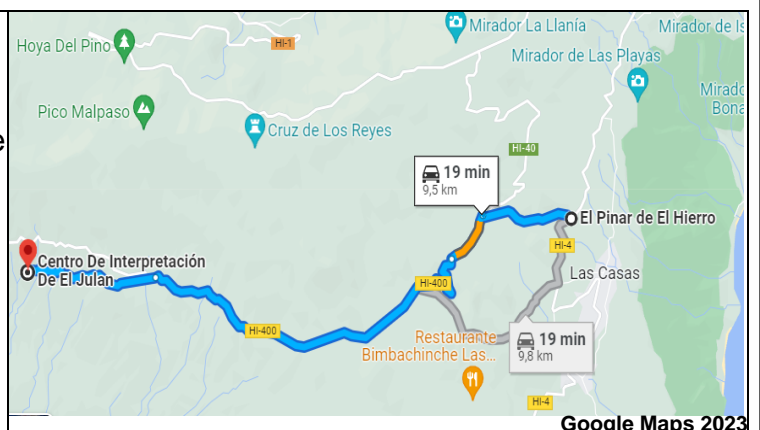 Mirador La Llanía
Mirador de Is
Hoya Del Pino
HI-1
Mirador de Las Playas
Mirado
Bona
Pico Malpaso
e
Cruz de Los Reyes
HI-40
19 min
9,5 km
El Pinar de El Hierro
HI-4
Centro De Interpretación
De El Julan
Las Casas
HI-400
HI-400
Restaurante
Bimbachinche Las...
19 min
9,8 km
HI-4
Google Maps 2023